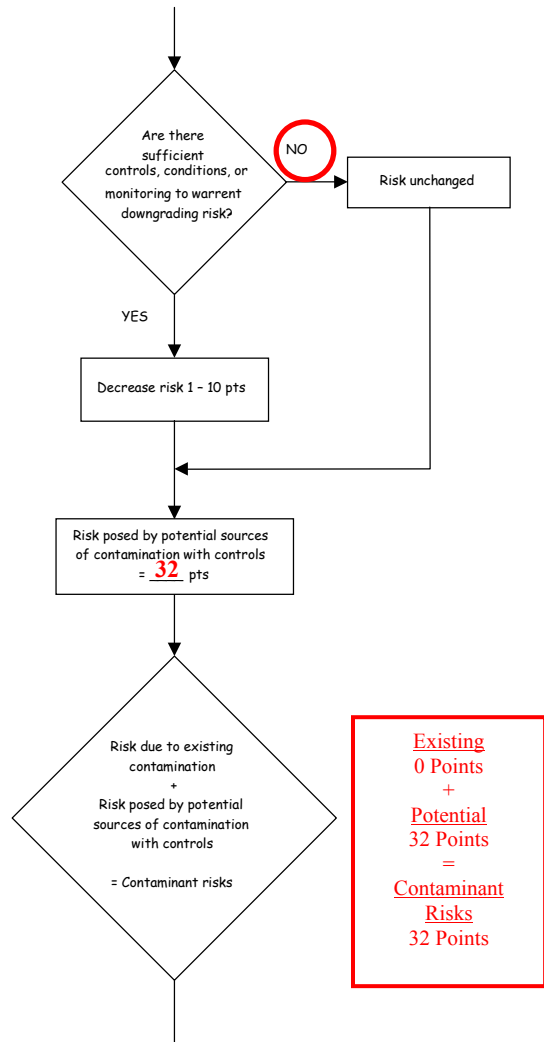 Are there
sufficient
controls, conditions, or
monitoring to warrent
downgrading risk?
NO
Risk unchanged
YES
Decrease risk 1 – 10 pts
Risk posed by potential sources
of contamination with controls
= 32 pts
Risk due to existing
contamination
+
Risk posed by potential
sources of contamination
with controls
= Contaminant risks
Existing
0 Points
+
Potential
32 Points
=
Contaminant
Risks
32 Points